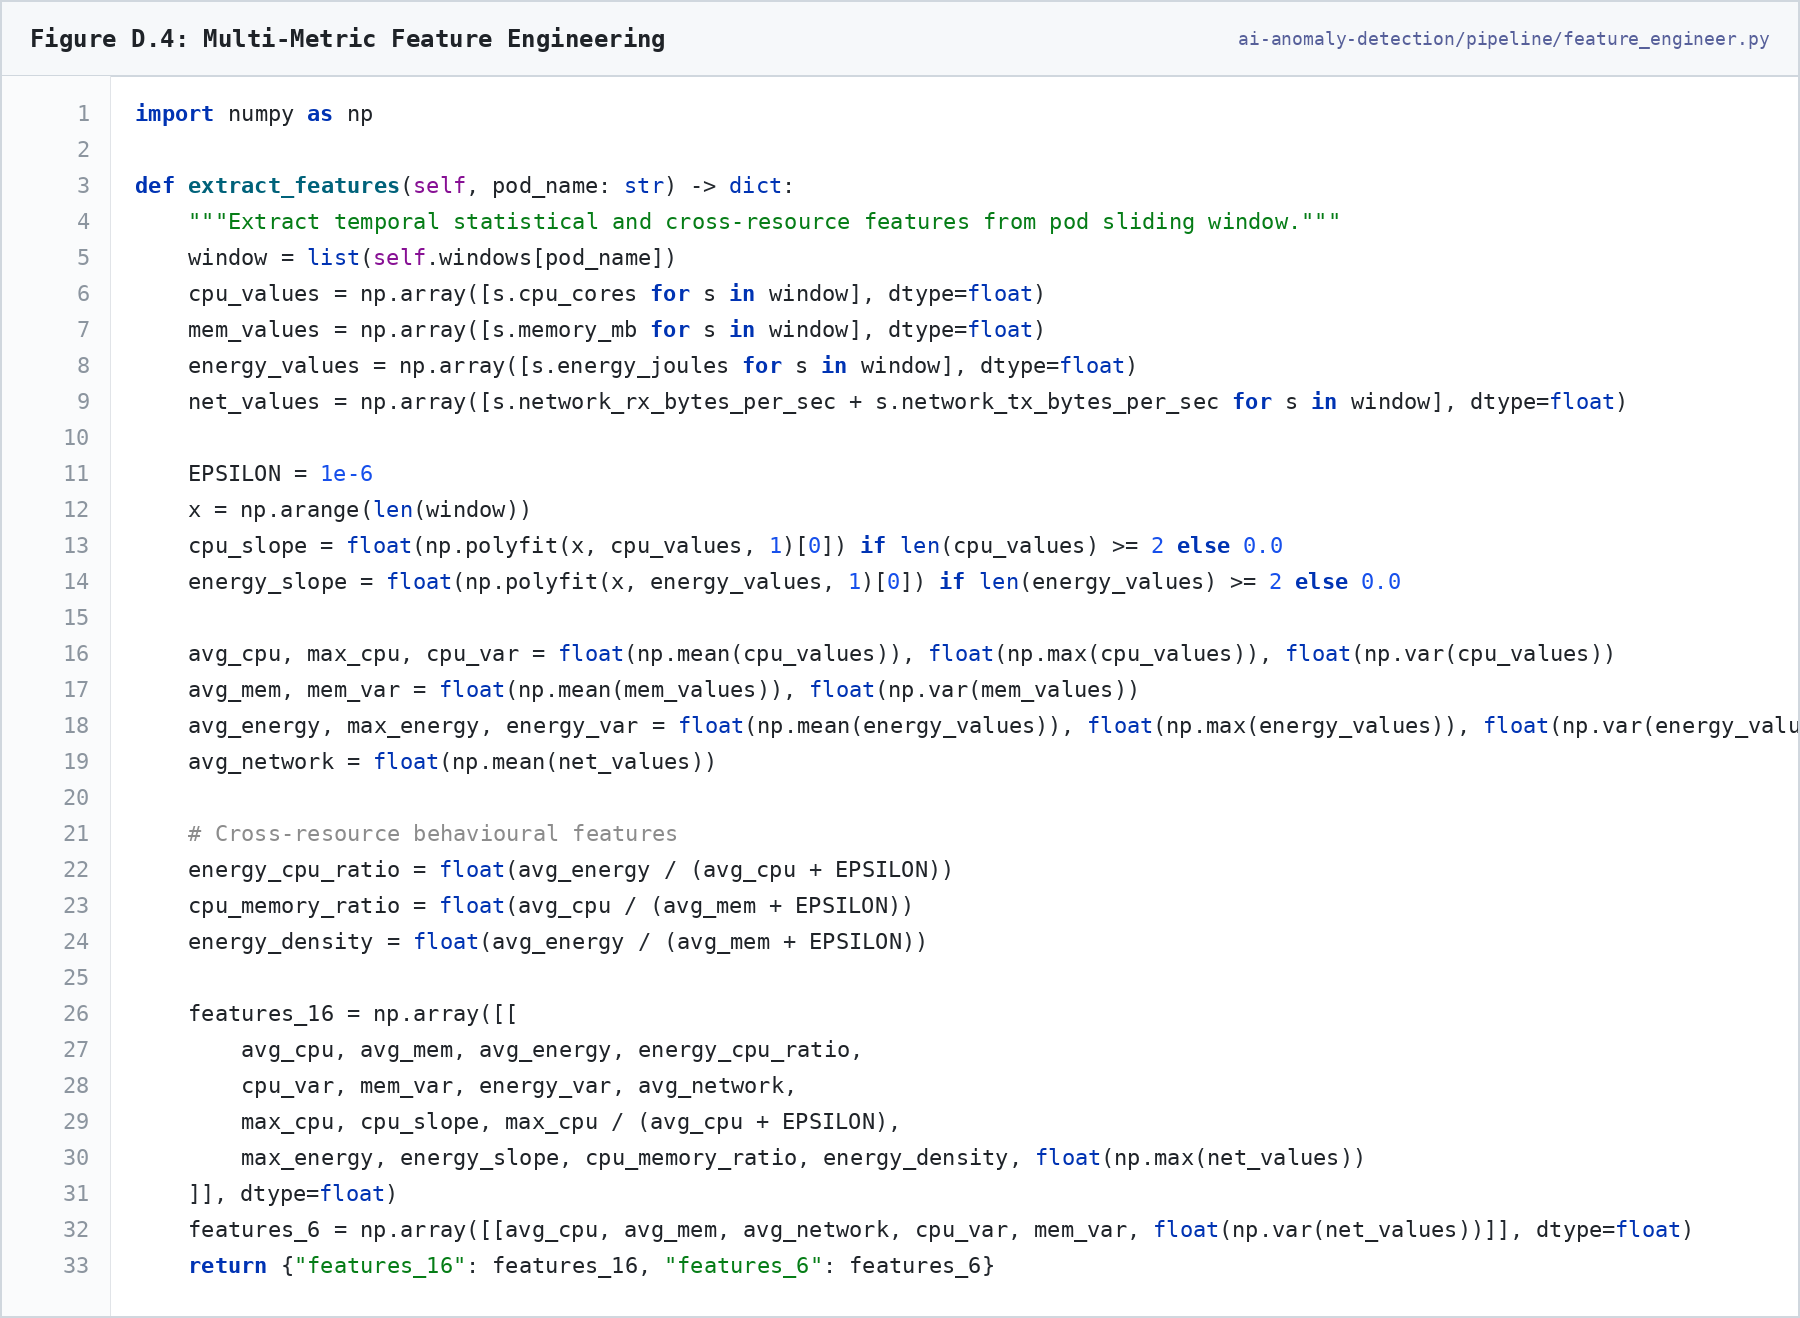 Figure D.4: Multi-Metric Feature Engineering
ai-anomaly-detection/pipeline/feature_engineer.py
1 import numpy as np
2
3 def extract_features(self, pod_name: str) -> dict:
4     """Extract temporal statistical and cross-resource features from pod sliding window."""
5     window = list(self.windows[pod_name])
6     cpu_values = np.array([s.cpu_cores for s in window], dtype=float)
7     mem_values = np.array([s.memory_mb for s in window], dtype=float)
8     energy_values = np.array([s.energy_joules for s in window], dtype=float)
9     net_values = np.array([s.network_rx_bytes_per_sec + s.network_tx_bytes_per_sec for s in window], dtype=float)
10
11     EPSILON = 1e-6
12     x = np.arange(len(window))
13     cpu_slope = float(np.polyfit(x, cpu_values, 1)[0]) if len(cpu_values) >= 2 else 0.0
14     energy_slope = float(np.polyfit(x, energy_values, 1)[0]) if len(energy_values) >= 2 else 0.0
15
16     avg_cpu, max_cpu, cpu_var = float(np.mean(cpu_values)), float(np.max(cpu_values)), float(np.var(cpu_values))
17     avg_mem, mem_var = float(np.mean(mem_values)), float(np.var(mem_values))
18     avg_energy, max_energy, energy_var = float(np.mean(energy_values)), float(np.max(energy_values)), float(np.var(energy_valu
19     avg_network = float(np.mean(net_values))
20
21     # Cross-resource behavioural features
22     energy_cpu_ratio = float(avg_energy / (avg_cpu + EPSILON))
23     cpu_memory_ratio = float(avg_cpu / (avg_mem + EPSILON))
24     energy_density = float(avg_energy / (avg_mem + EPSILON))
25
26     features_16 = np.array([[
27         avg_cpu, avg_mem, avg_energy, energy_cpu_ratio,
28         cpu_var, mem_var, energy_var, avg_network,
29         max_cpu, cpu_slope, max_cpu / (avg_cpu + EPSILON),
30         max_energy, energy_slope, cpu_memory_ratio, energy_density, float(np.max(net_values))
31     ]], dtype=float)
32     features_6 = np.array([[avg_cpu, avg_mem, avg_network, cpu_var, mem_var, float(np.var(net_values))]], dtype=float)
33     return {"features_16": features_16, "features_6": features_6}